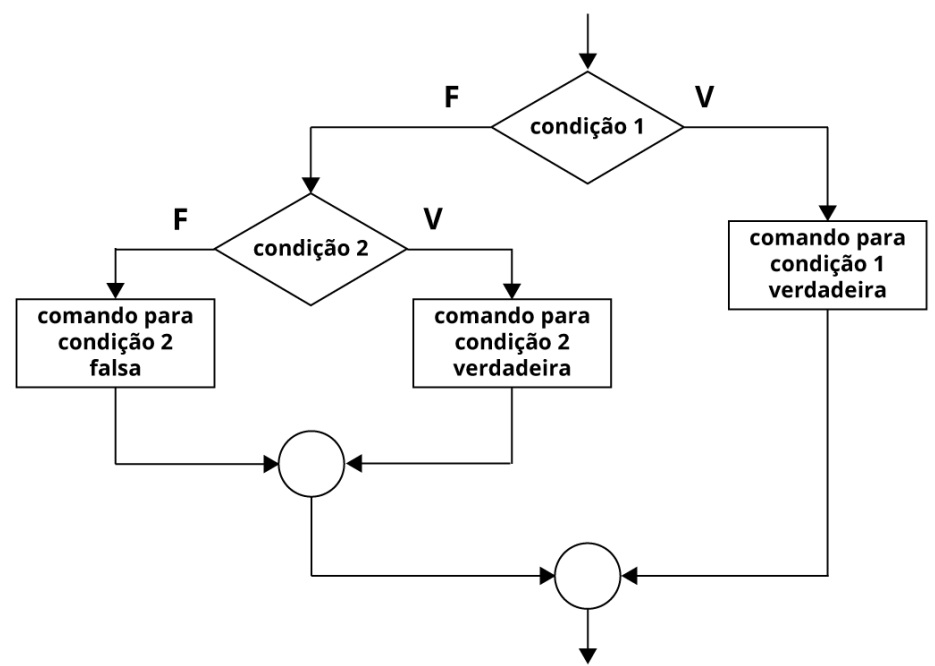 F
V
condição 1
F
V
condição 2
comando para
condição 1
verdadeira
comando para
condição 2
falsa
comando para
condição 2
verdadeira